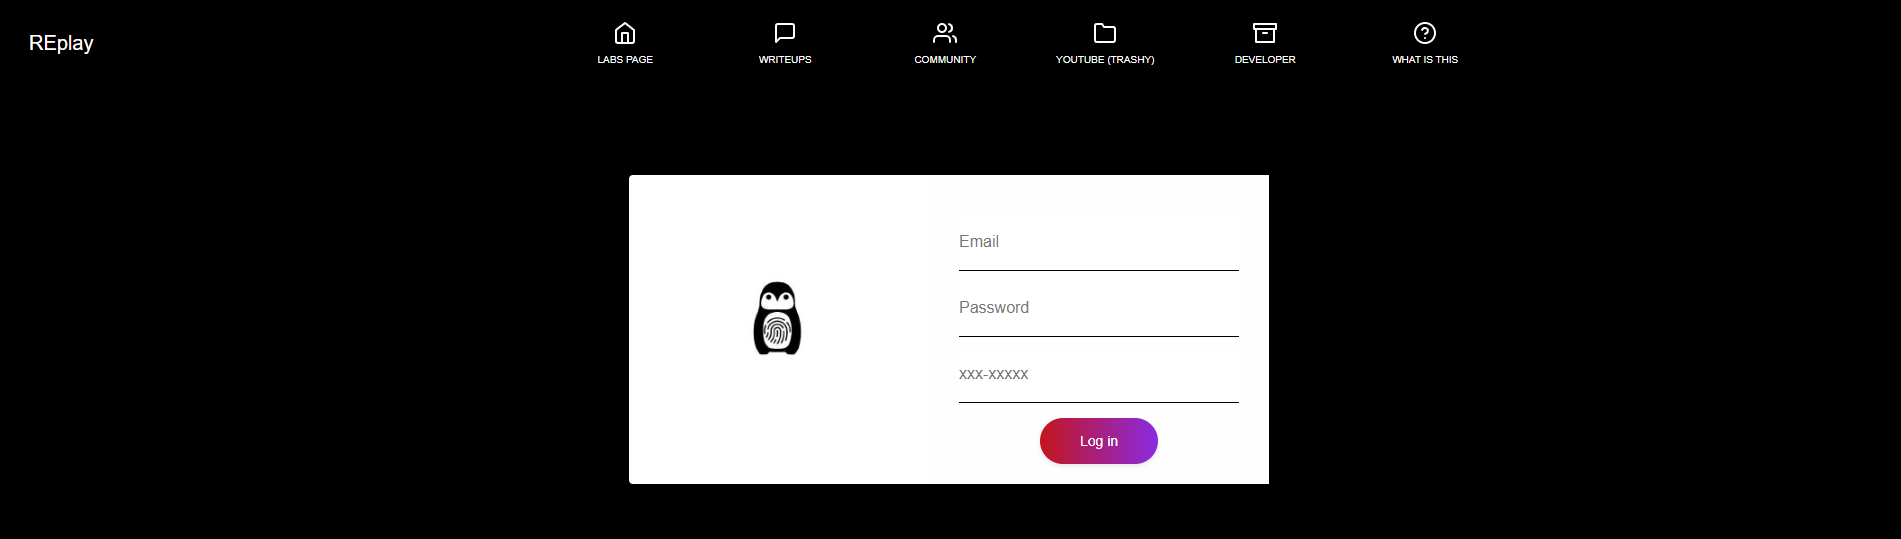 REplay
LABS PAGE
WRITEUPS
COMMUNITY
YOUTUBE (TRASHY)
DEVELOPER
WHAT IS THIS
Email
Password
xxx-xxxxx
Log in